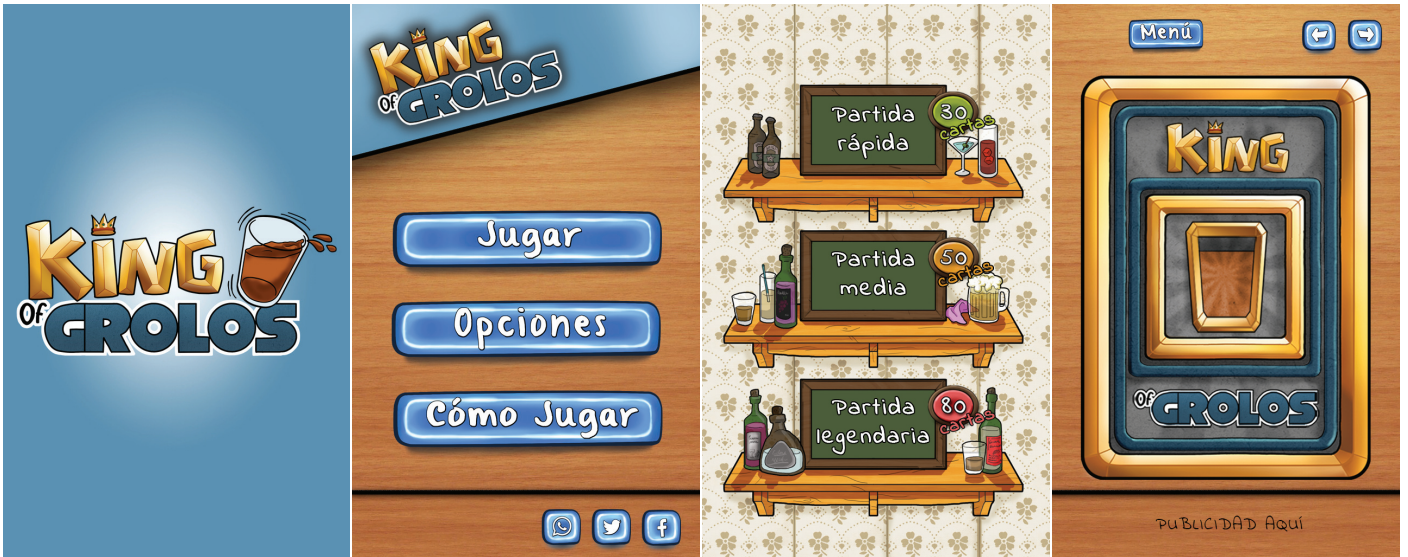 KING
OF GROLOS
KING
OF GROLOS
Jugar
Opciones
Cómo Jugar
Partida
rápida
30
cartas
Partida
media
50
cartas
Partida
legendaria
80
cartas
Menú
KING
OF GROLOS
PUBLICIDAD AQUÍ